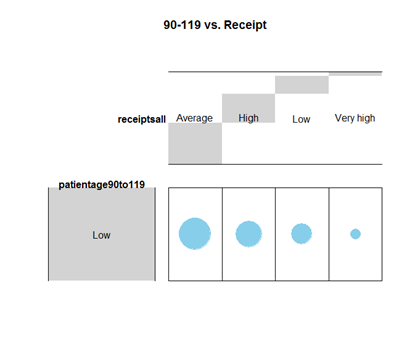 90-119 vs. Receipt
receiptsall
Average High Low Very high
patientage90to119
Low